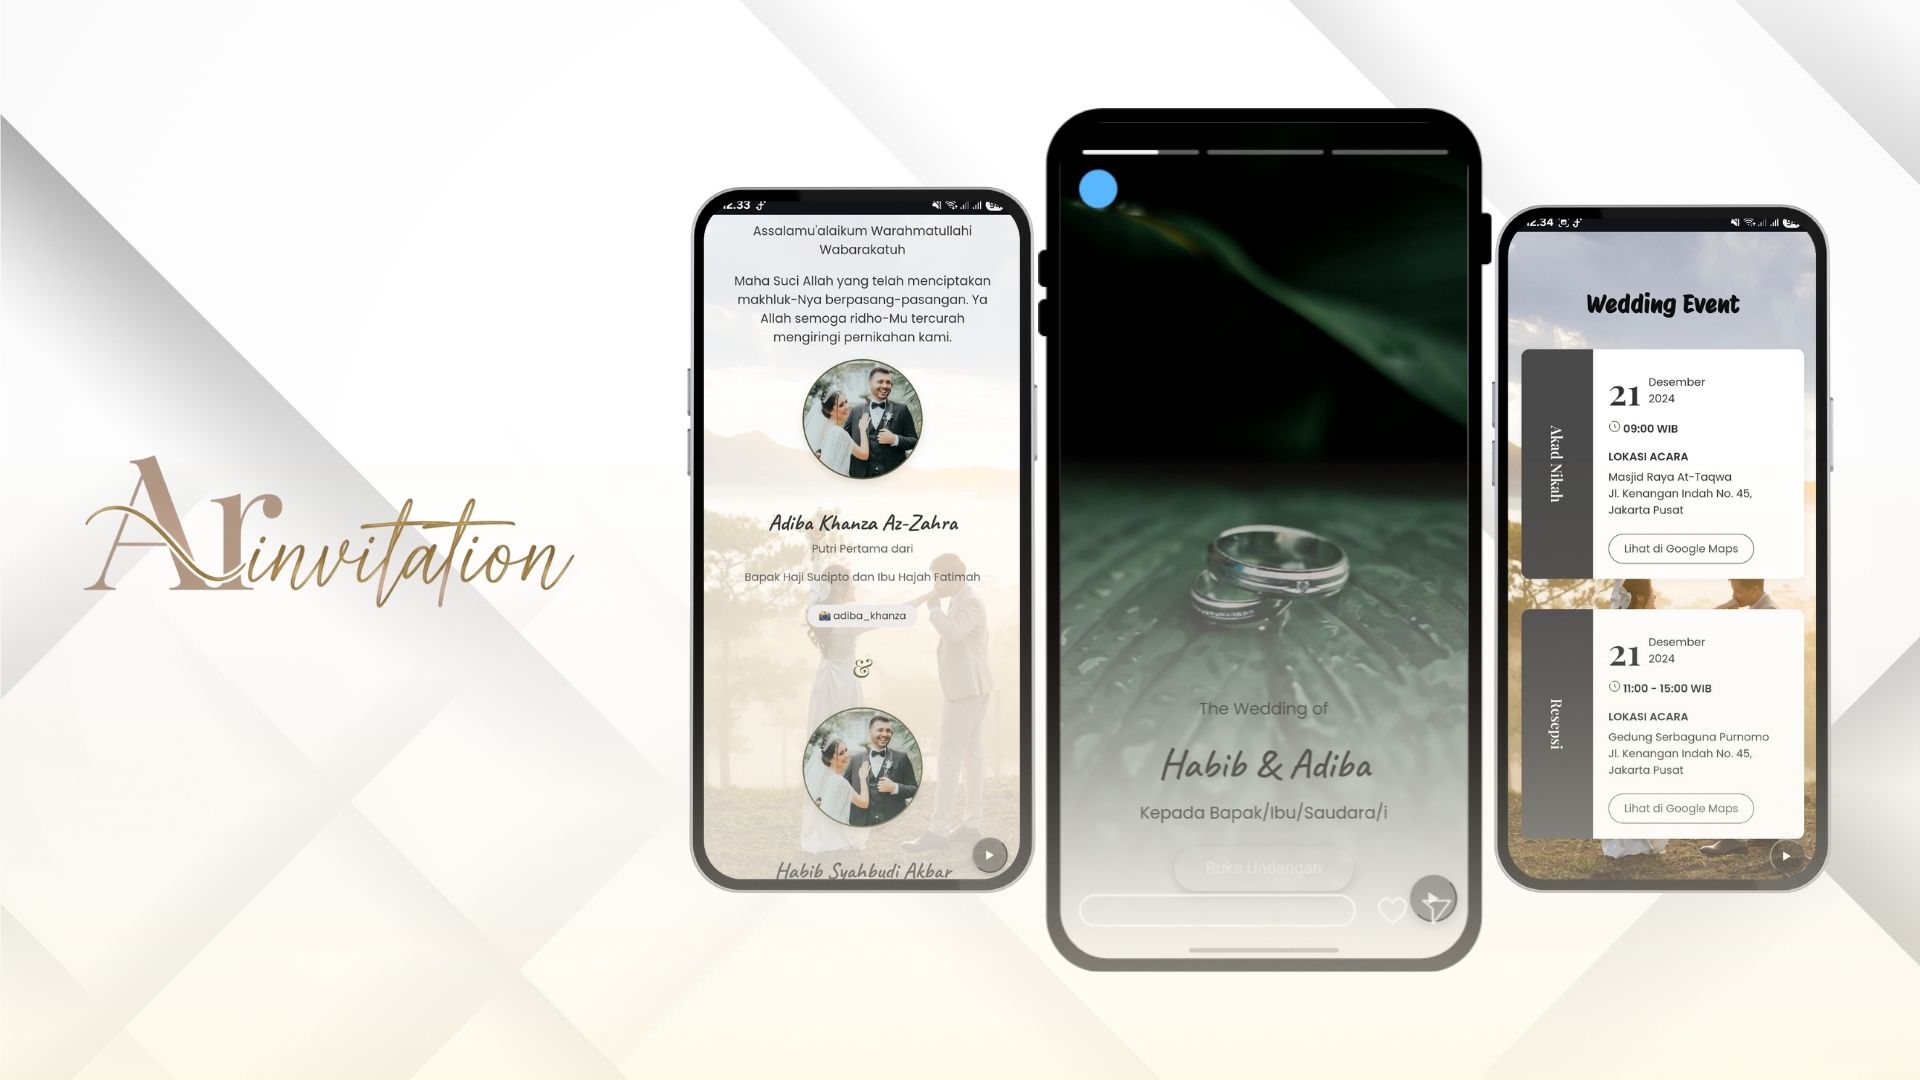 Ar invitation
12.33
Assalamu'alaikum Warahmatullahi
Wabarakatuh
Maha Suci Allah yang telah menciptakan
makhluk-Nya berpasang-pasangan. Ya
Allah semoga ridho-Mu tercurah
mengiringi pernikahan kami.
Adiba Khanza Az-Zahra
Putri Pertama dari
Bapak Haji Sucipto dan Ibu Hajah Fatimah
adiba_khanza
&
Habib Syahbudi Akbar
The Wedding of
Habib & Adiba
Kepada Bapak/Ibu/Saudara/i
Buka Undangan
12.34
Wedding Event
Akad Nikah
21 Desember
2024
09:00 WIB
LOKASI ACARA
Masjid Raya At-Taqwa
Jl. Kenangan Indah No. 45,
Jakarta Pusat
Lihat di Google Maps
Resepsi
21 Desember
2024
11:00 - 15:00 WIB
LOKASI ACARA
Gedung Serbaguna Purnomo
Jl. Kenangan Indah No. 45,
Jakarta Pusat
Lihat di Google Maps